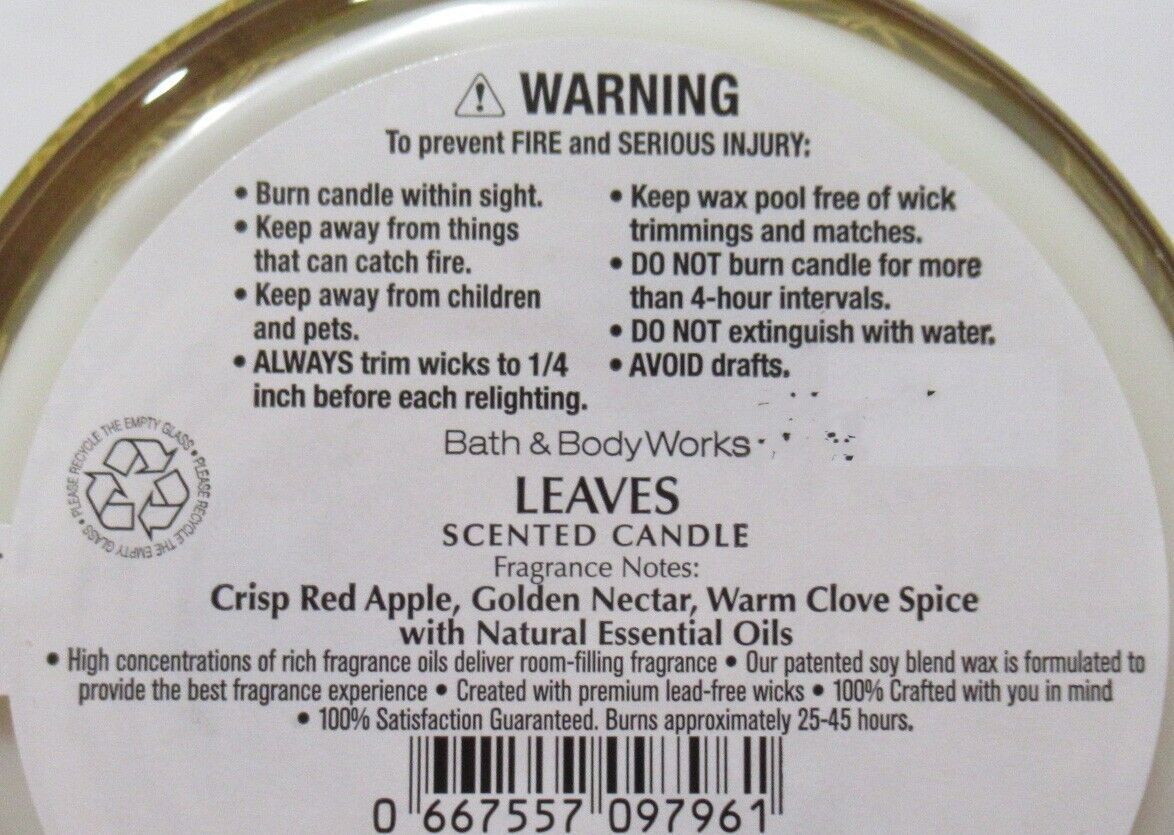 WARNING
To prevent FIRE and SERIOUS INJURY:
• Burn candle within sight.
• Keep away from things
that can catch fire.
• Keep away from children
and pets.
• ALWAYS trim wicks to 1/4
inch before each relighting.
• Keep wax pool free of wick
trimmings and matches.
• DO NOT burn candle for more
than 4-hour intervals.
• DO NOT extinguish with water.
• AVOID drafts.
PLEASE RECYCLE THE EMPTY GLASS • PLEASE RECYCLE THE EMPTY GLASS •
Bath & Body Works
LEAVES
SCENTED CANDLE
Fragrance Notes:
Crisp Red Apple, Golden Nectar, Warm Clove Spice
with Natural Essential Oils
• High concentrations of rich fragrance oils deliver room-filling fragrance • Our patented soy blend wax is formulated to
provide the best fragrance experience • Created with premium lead-free wicks • 100% Crafted with you in mind
• 100% Satisfaction Guaranteed. Burns approximately 25-45 hours.
0 667557 097961